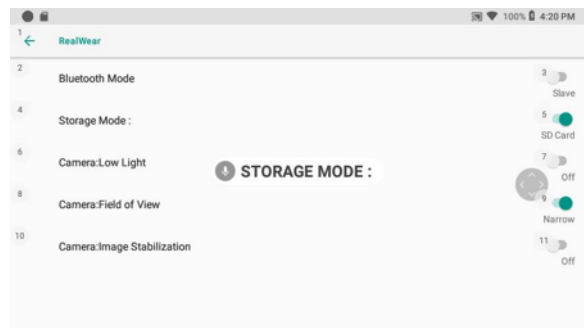 100% 4:20 PM
1
RealWear
2
Bluetooth Mode
3
Slave
4
Storage Mode :
5
SD Card
6
Camera:Low Light
7
Off
STORAGE MODE :
8
Camera:Field of View
9
Narrow
10
Camera:Image Stabilization
11
Off